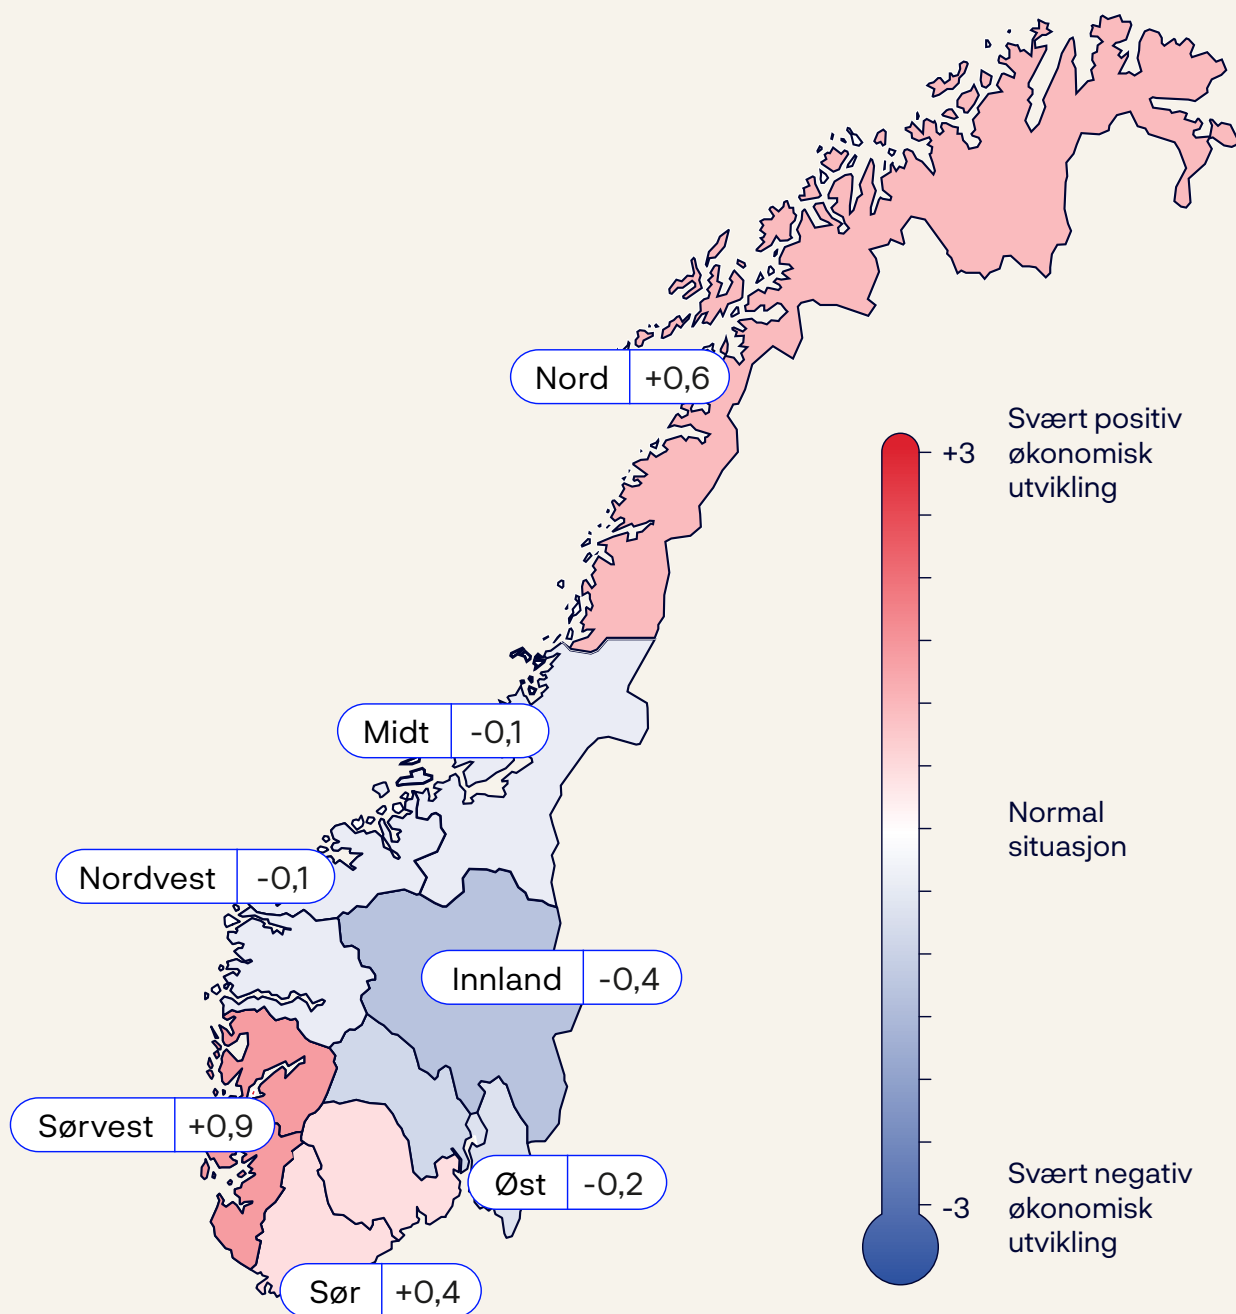 Nord +0,6
Svært positiv
økonomisk
utvikling
+3
Midt -0,1
Normal
situasjon
Nordvest -0,1
Innland -0,4
Sørvest +0,9
Øst -0,2
Svært negativ
økonomisk
utvikling
-3
Sør +0,4